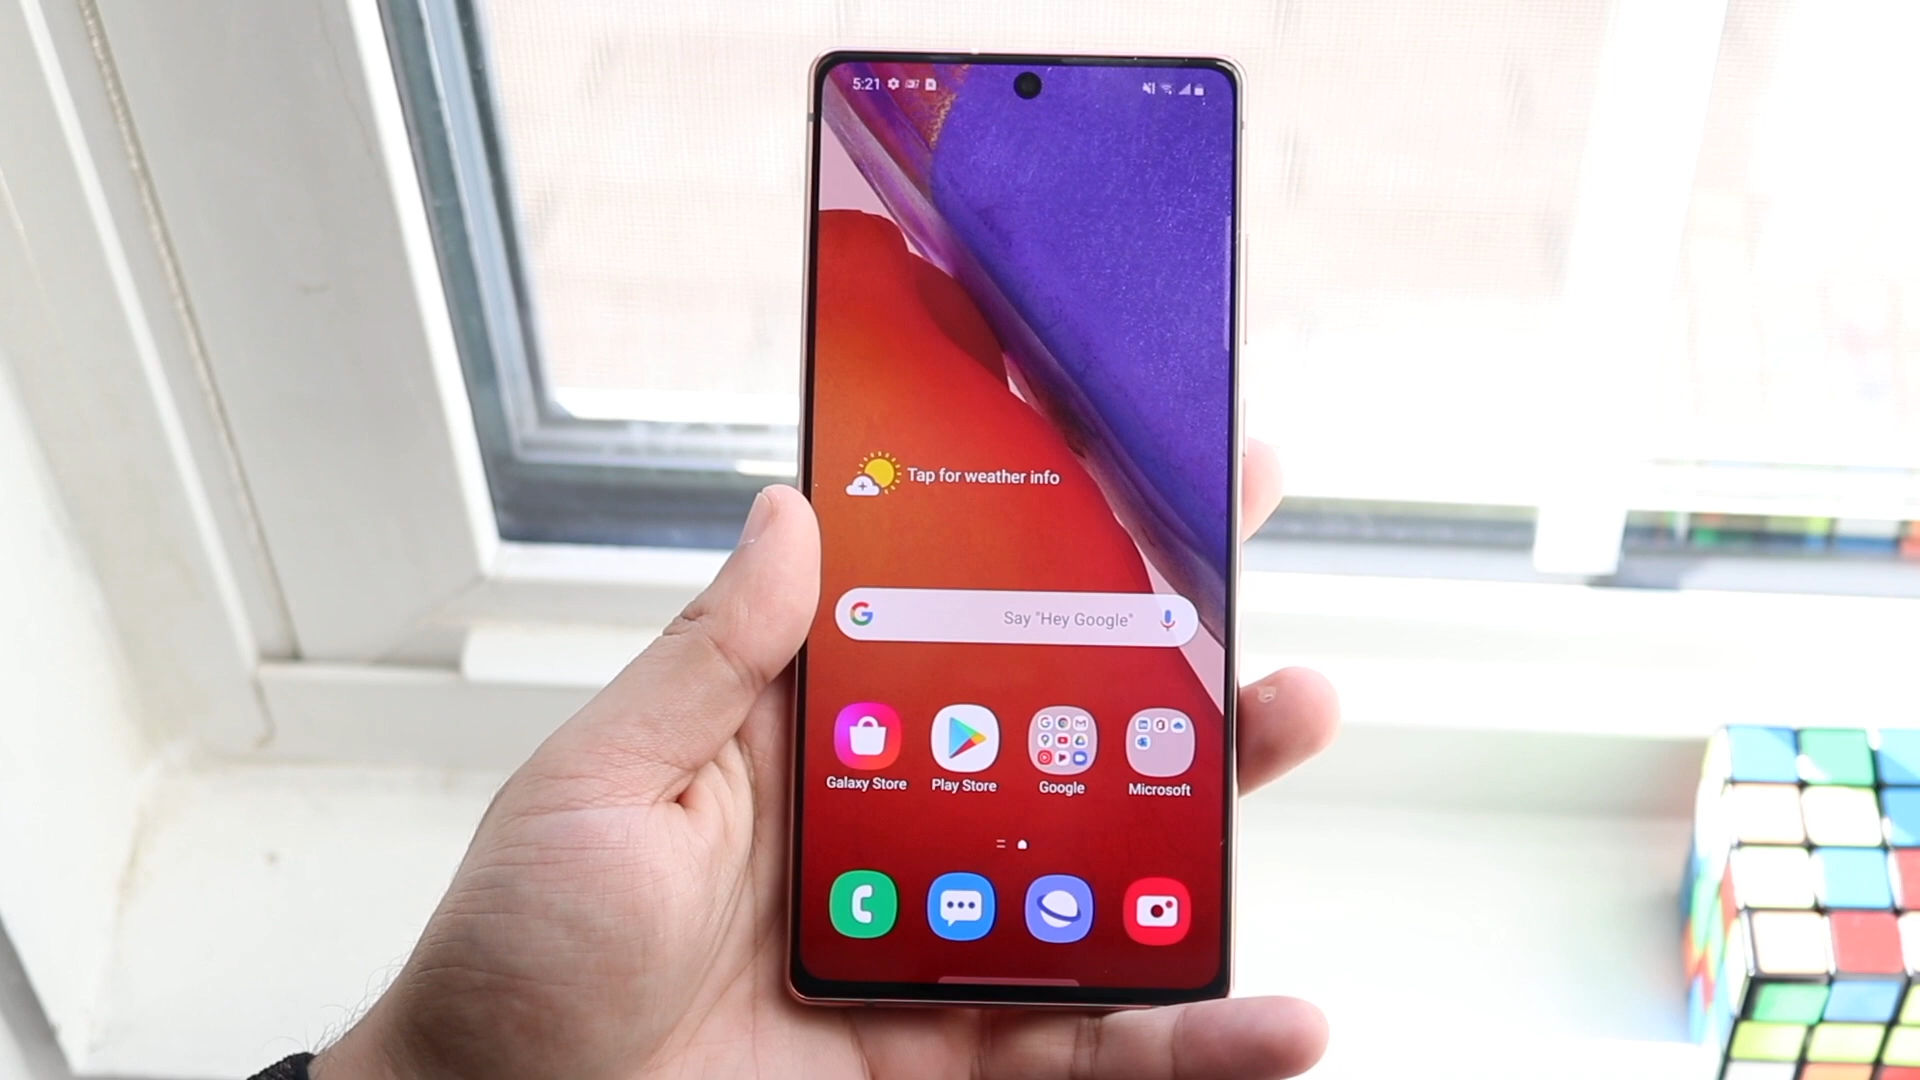 5:21
Tap for weather info
Say "Hey Google"
Galaxy Store
Play Store
Google
Microsoft